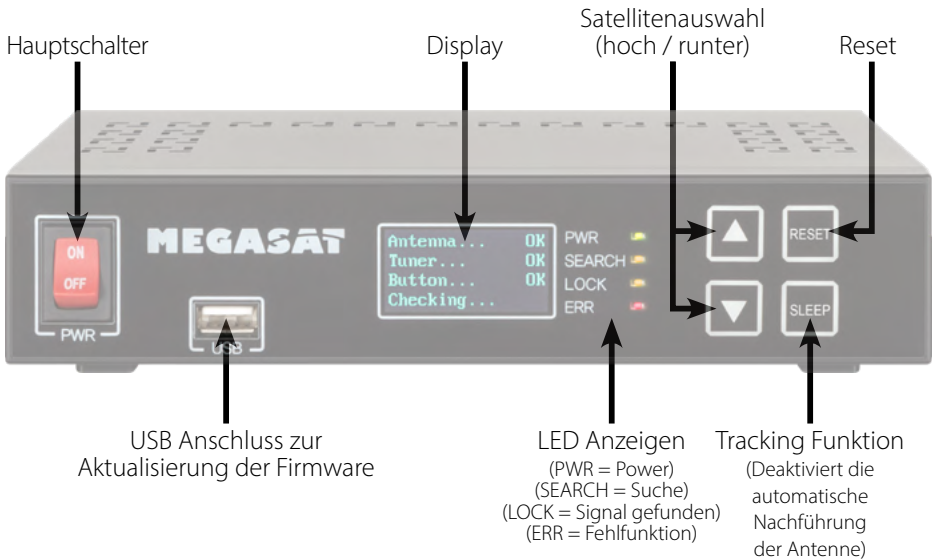 Satellitenauswahl
(hoch / runter)
Hauptschalter
Display
Reset
ON
OFF
PWR
MEGASAT
USB
Antenna... OK
Tuner... OK
Button... OK
Checking...
PWR
SEARCH
LOCK
ERR
RESET
SLEEP
USB Anschluss zur
Aktualisierung der Firmware
LED Anzeigen
(PWR = Power)
(SEARCH = Suche)
(LOCK = Signal gefunden)
(ERR = Fehlfunktion)
Tracking Funktion
(Deaktiviert die
automatische
Nachführung
der Antenne)